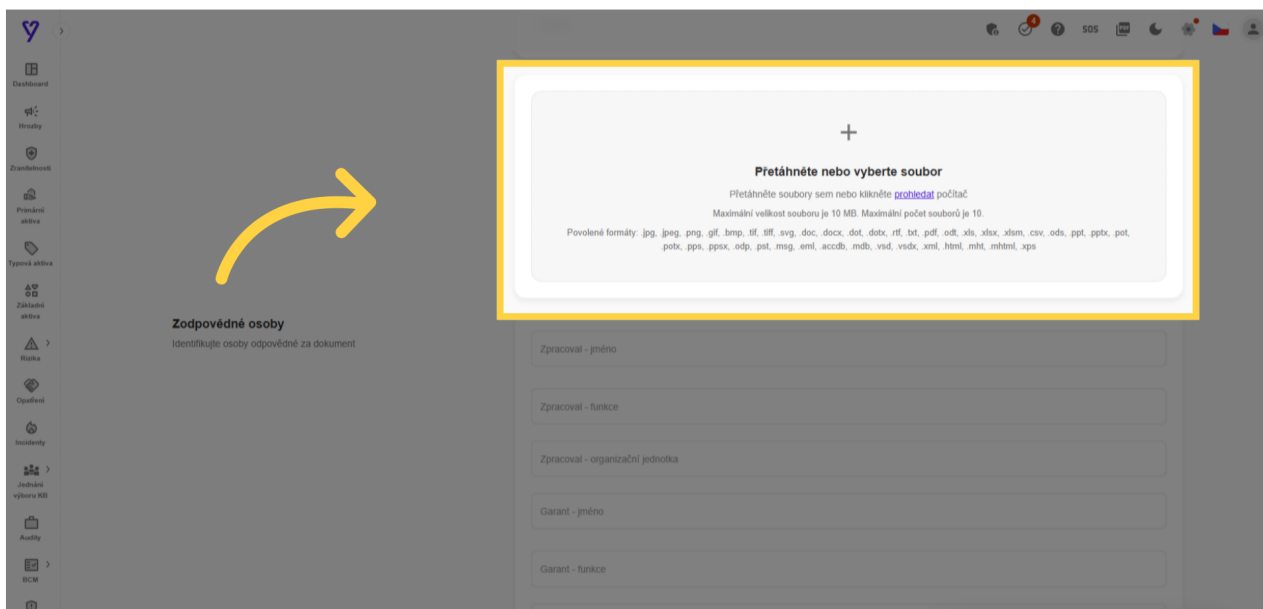 4
SOS
Dashboard
Hrozby
Zranitelnosti
Primární
aktiva
Typová aktiva
Základní
aktiva
Rizika
Opatření
Incidenty
Jednání
výboru KB
Audity
BCM
Přetáhněte nebo vyberte soubor
Přetáhněte soubory sem nebo klikněte prohledat počítač
Maximální velikost souboru je 10 MB. Maximální počet souborů je 10.
Povolené formáty: .jpg, .jpeg, .png, .gif, .bmp, .tif, .tiff, .svg, .doc, .docx, .dot, .dotx, .rtf, .txt, .pdf, .odt, .xls, .xlsx, .xlsm, .csv, .ods, .ppt, .pptx, .pot,
.potx, .pps, .ppsx, .odp, .pst, .msg, .eml, .accdb, .mdb, .vsd, .vsdx, .xml, .html, .mht, .mhtml, .xps
Zodpovědné osoby
Identifikujte osoby odpovědné za dokument
Zpracoval - jméno
Zpracoval - funkce
Zpracoval - organizační jednotka
Garant - jméno
Garant - funkce